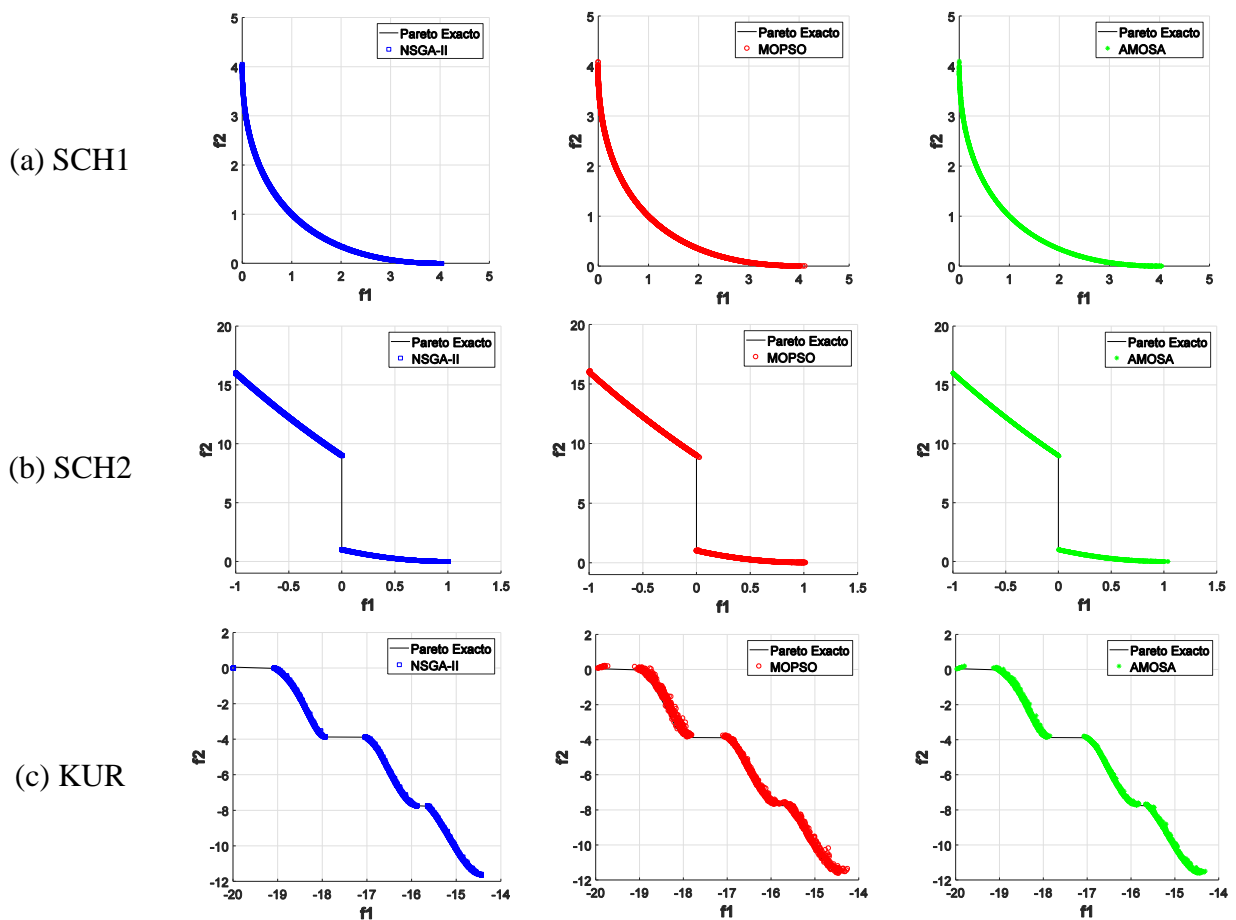 5
4
3
2
1
0
f2
0 1 2 3 4 5
f1
Pareto Exacto
NSGA-II
5
4
3
2
1
0
f2
0 1 2 3 4 5
f1
Pareto Exacto
MOPSO
5
4
3
2
1
0
f2
0 1 2 3 4 5
f1
Pareto Exacto
AMOSA
(a) SCH1
20
15
10
5
0
f2
-1 -0.5 0 0.5 1 1.5
f1
Pareto Exacto
NSGA-II
20
15
10
5
0
f2
-1 -0.5 0 0.5 1 1.5
f1
Pareto Exacto
MOPSO
20
15
10
5
0
f2
-1 -0.5 0 0.5 1 1.5
f1
Pareto Exacto
AMOSA
(b) SCH2
2
0
-2
-4
-6
-8
-10
-12
f2
-20 -19 -18 -17 -16 -15 -14
f1
Pareto Exacto
NSGA-II
2
0
-2
-4
-6
-8
-10
-12
f2
-20 -19 -18 -17 -16 -15 -14
f1
Pareto Exacto
MOPSO
2
0
-2
-4
-6
-8
-10
-12
f2
-20 -19 -18 -17 -16 -15 -14
f1
Pareto Exacto
AMOSA
(c) KUR